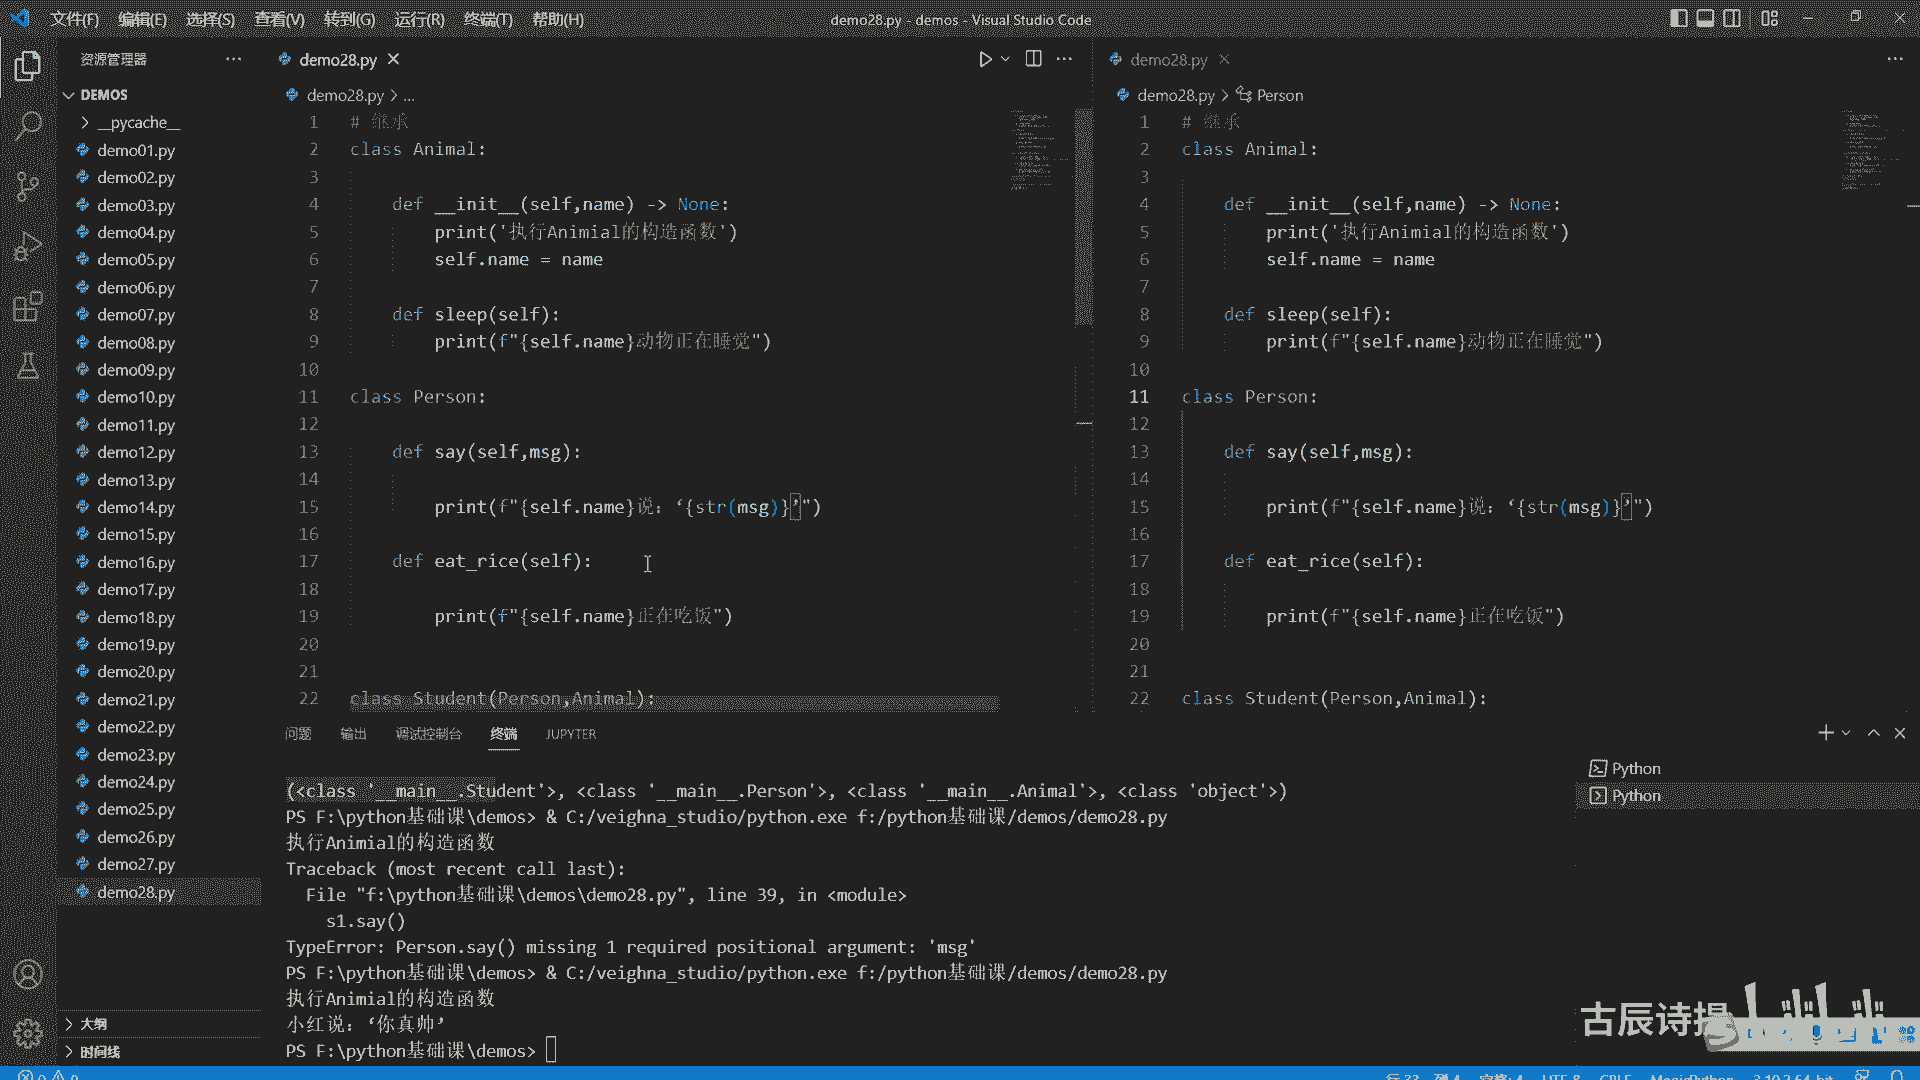 文件(F) 编辑(E) 选择(S) 查看(V) 转到(G) 运行(R) 终端(T) 帮助(H)
demo28.py - demos - Visual Studio Code
资源管理器
DEMOS
__pycache__
demo01.py
demo02.py
demo03.py
demo04.py
demo05.py
demo06.py
demo07.py
demo08.py
demo09.py
demo10.py
demo11.py
demo12.py
demo13.py
demo14.py
demo15.py
demo16.py
demo17.py
demo18.py
demo19.py
demo20.py
demo21.py
demo22.py
demo23.py
demo24.py
demo25.py
demo26.py
demo27.py
demo28.py
大纲
时间线
demo28.py
demo28.py > ...
1 # 继承
2 class Animal:
3
4 def __init__(self,name) -> None:
5 print('执行Animial的构造函数')
6 self.name = name
7
8 def sleep(self):
9 print(f"{self.name}动物正在睡觉")
10
11 class Person:
12
13 def say(self,msg):
14
15 print(f"{self.name}说：‘{str(msg)}’")
16
17 def eat_rice(self):
18
19 print(f"{self.name}正在吃饭")
20
21
22 class Student(Person,Animal):
demo28.py
demo28.py > Person
1 # 继承
2 class Animal:
3
4 def __init__(self,name) -> None:
5 print('执行Animial的构造函数')
6 self.name = name
7
8 def sleep(self):
9 print(f"{self.name}动物正在睡觉")
10
11 class Person:
12
13 def say(self,msg):
14
15 print(f"{self.name}说：‘{str(msg)}’")
16
17 def eat_rice(self):
18
19 print(f"{self.name}正在吃饭")
20
21
22 class Student(Person,Animal):
问题 输出 调试控制台 终端 JUPYTER
(<class '__main__.Student'>, <class '__main__.Person'>, <class '__main__.Animal'>, <class 'object'>)
PS F:\python基础课\demos> & C:/veighna_studio/python.exe f:/python基础课/demos/demo28.py
执行Animial的构造函数
Traceback (most recent call last):
File "f:\python基础课\demos\demo28.py", line 39, in <module>
s1.say()
TypeError: Person.say() missing 1 required positional argument: 'msg'
PS F:\python基础课\demos> & C:/veighna_studio/python.exe f:/python基础课/demos/demo28.py
执行Animial的构造函数
小红说：‘你真帅’
PS F:\python基础课\demos>
Python
Python
古辰诗提